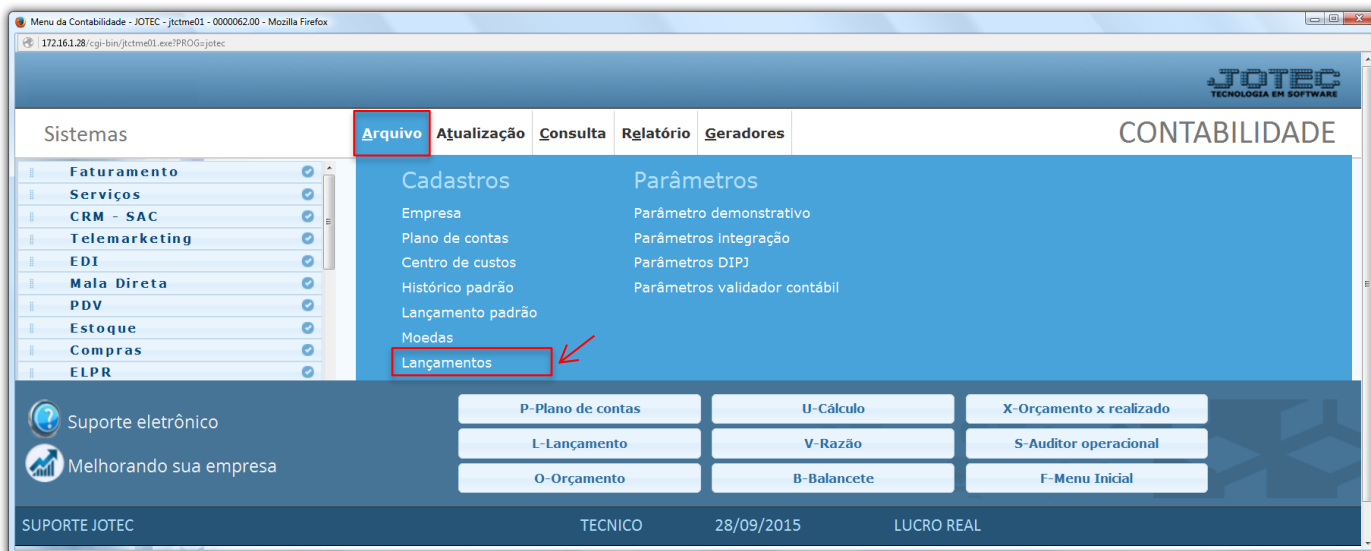 Menu da Contabilidade - JOTEC - jtctme01 - 0000062.00 - Mozilla Firefox
172.16.1.28/cgi-bin/jtctme01.exe?PROG=jotec
JOTEC
TECNOLOGIA EM SOFTWARE
Sistemas
Arquivo Atualização Consulta Relatório Geradores
CONTABILIDADE
Faturamento
Serviços
CRM - SAC
Telemarketing
EDI
Mala Direta
PDV
Estoque
Compras
ELPR
Cadastros
Empresa
Plano de contas
Centro de custos
Histórico padrão
Lançamento padrão
Moedas
Lançamentos
Parâmetros
Parâmetro demonstrativo
Parâmetros integração
Parâmetros DIPJ
Parâmetros validador contábil
Suporte eletrônico
Melhorando sua empresa
P-Plano de contas U-Cálculo X-Orçamento x realizado
L-Lançamento V-Razão S-Auditor operacional
O-Orçamento B-Balancete F-Menu Inicial
SUPORTE JOTEC TECNICO 28/09/2015 LUCRO REAL